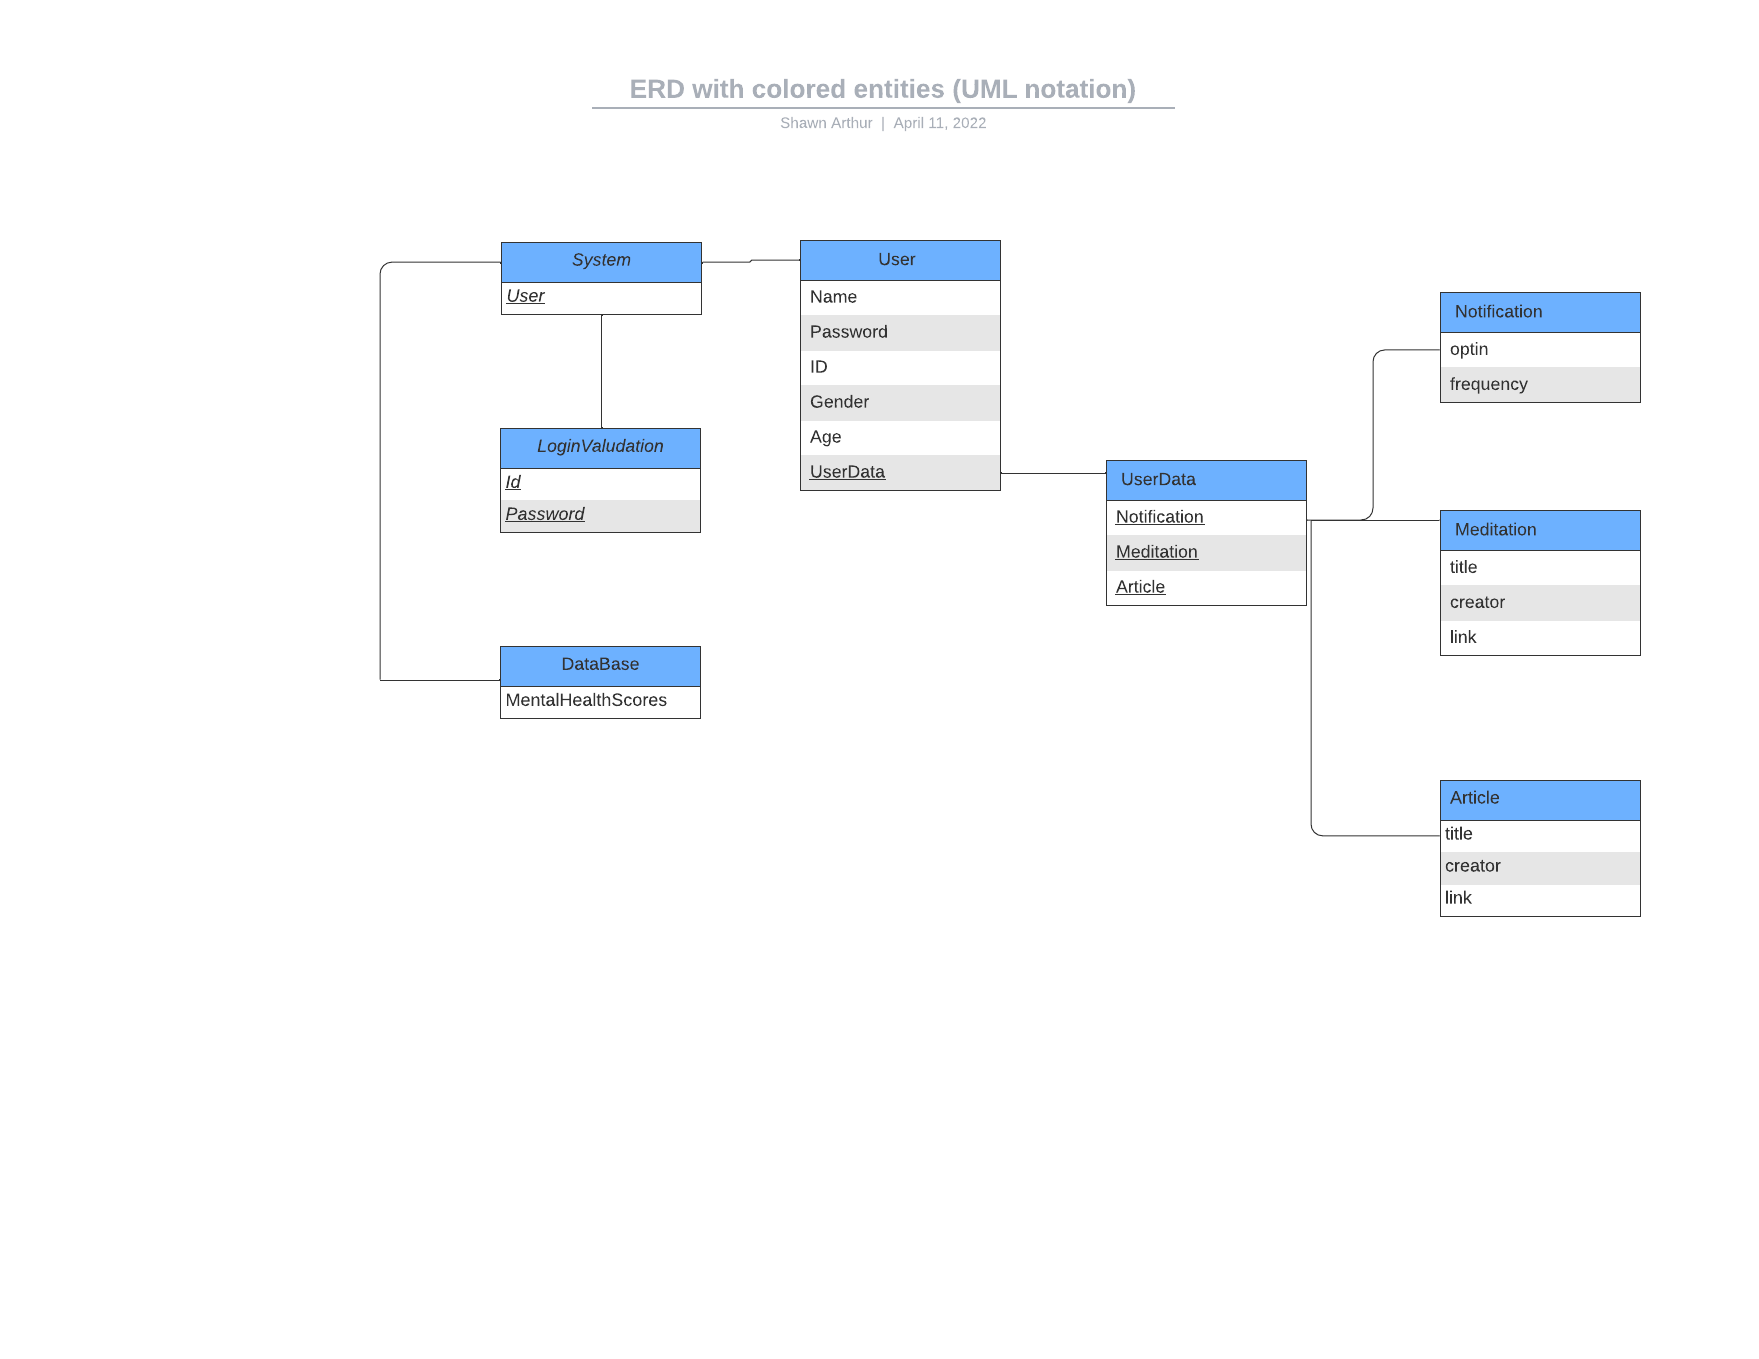 ERD with colored entities (UML notation)
Shawn Arthur | April 11, 2022
System
User
LoginValudation
Id
Password
DataBase
MentalHealthScores
User
Name
Password
ID
Gender
Age
UserData
UserData
Notification
Meditation
Article
Notification
optin
frequency
Meditation
title
creator
link
Article
title
creator
link